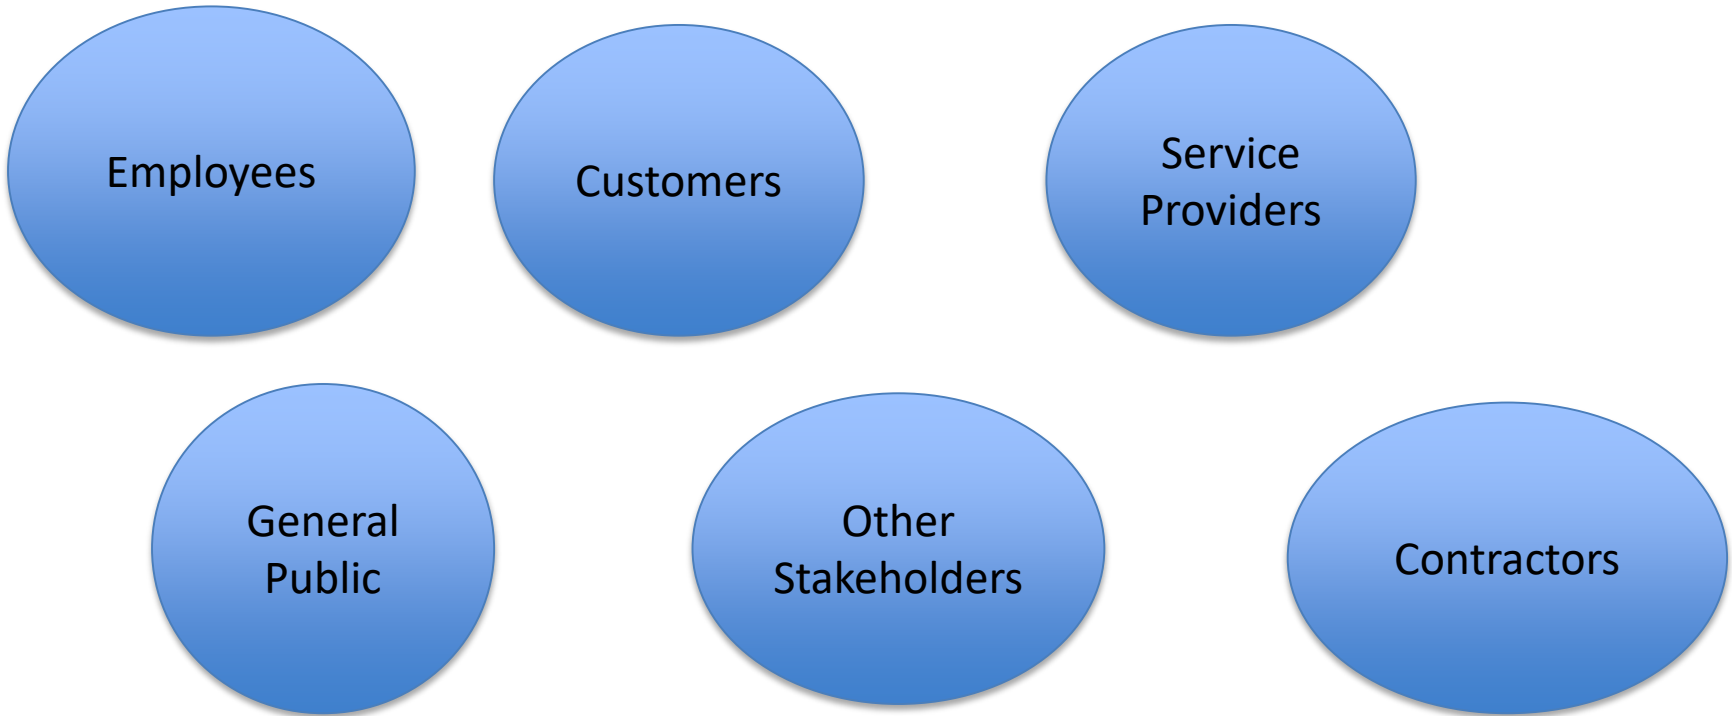 Employees
Customers
Service
Providers
General
Public
Other
Stakeholders
Contractors